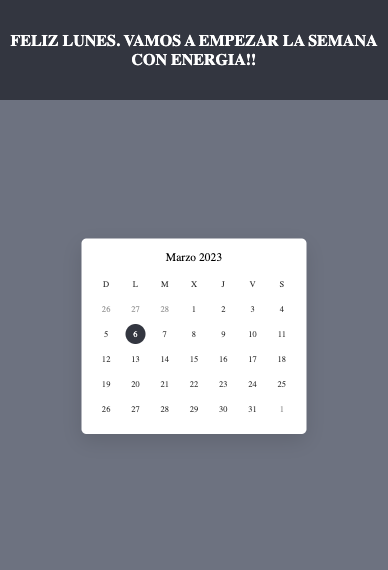 FELIZ LUNES. VAMOS A EMPEZAR LA SEMANA
CON ENERGIA!!
Marzo 2023
D L M X J V S
26 27 28 1 2 3 4
5 6 7 8 9 10 11
12 13 14 15 16 17 18
19 20 21 22 23 24 25
26 27 28 29 30 31 1